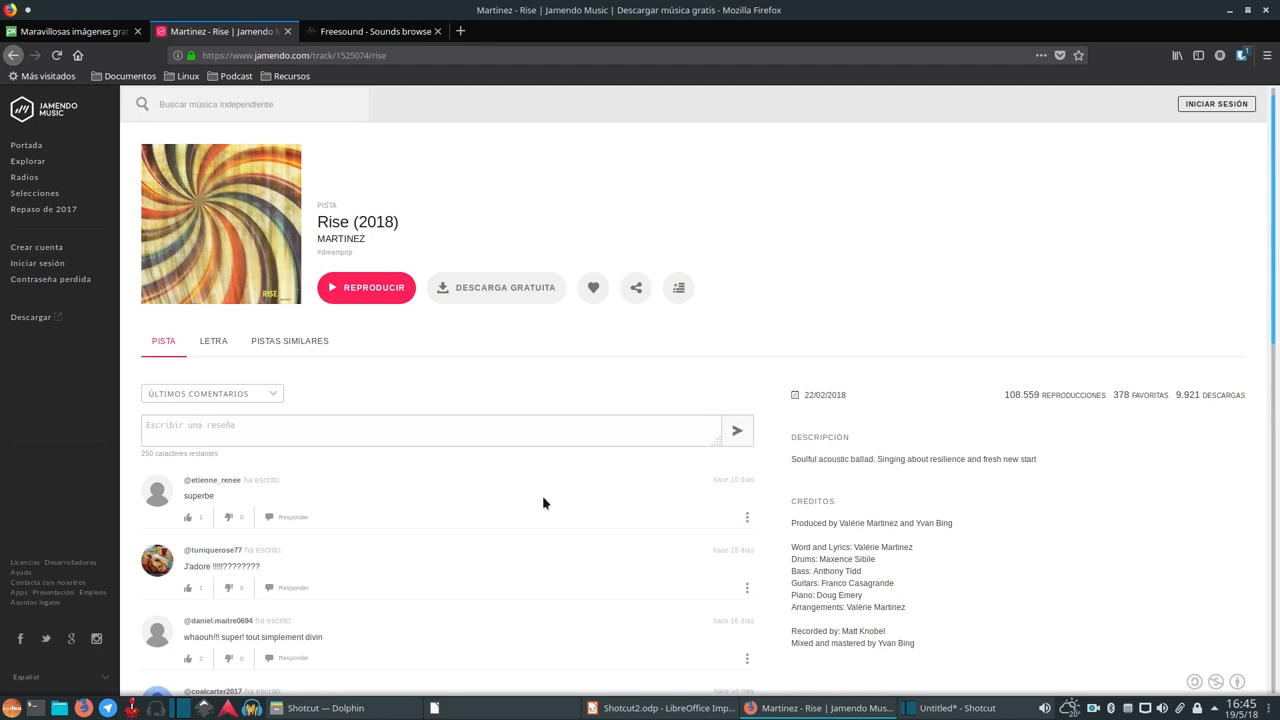 Martinez - Rise | Jamendo Music | Descargar música gratis - Mozilla Firefox
Maravillosas imágenes grat
Martinez - Rise | Jamendo M
Freesound - Sounds browse
https://www.jamendo.com/track/1525074/rise
Más visitados
Documentos
Linux
Podcast
Recursos
JAMENDO
MUSIC
Buscar música independiente
INICIAR SESIÓN
Portada
Explorar
Radios
Selecciones
Repaso de 2017
Crear cuenta
Iniciar sesión
Contraseña perdida
Descargar
Licencias Desarrolladores
Ayuda
Contacta con nosotros
Apps Presentación Empleos
Asuntos legales
Español
RISE
PISTA
Rise (2018)
MARTINEZ
#dreampop
REPRODUCIR
DESCARGA GRATUITA
PISTA
LETRA
PISTAS SIMILARES
ÚLTIMOS COMENTARIOS
Escribir una reseña
250 caracteres restantes
@etienne_renee ha escrito:
hace 10 días
superbe
1
0
Responder
@tuniquerose77 ha escrito:
hace 15 días
J'adore !!!!!????????
1
0
Responder
@daniel.maitre0694 ha escrito:
hace 16 días
whaouh!!! super! tout simplement divin
2
0
Responder
@coalcarter2017 ha escrito:
hace un mes
22/02/2018
108.559 REPRODUCCIONES 378 FAVORITAS 9.921 DESCARGAS
DESCRIPCIÓN
Soulful acoustic ballad. Singing about resilience and fresh new start
CRÉDITOS
Produced by Valérie Martinez and Yvan Bing
Word and Lyrics: Valérie Martinez
Drums: Maxence Sibile
Bass: Anthony Tidd
Guitars: Franco Casagrande
Piano: Doug Emery
Arrangements: Valérie Martinez
Recorded by: Matt Knobel
Mixed and mastered by Yvan Bing
Shotcut — Dolphin
Shotcut2.odp - LibreOffice Imp...
Martinez - Rise | Jamendo Mus...
Untitled* - Shotcut
20°
16:45
19/5/18